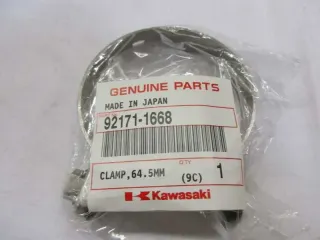 GENUINE PARTS
MADE IN JAPAN
92171-1668
CLAMP,64.5MM
QTY
(9C) 1
Kawasaki